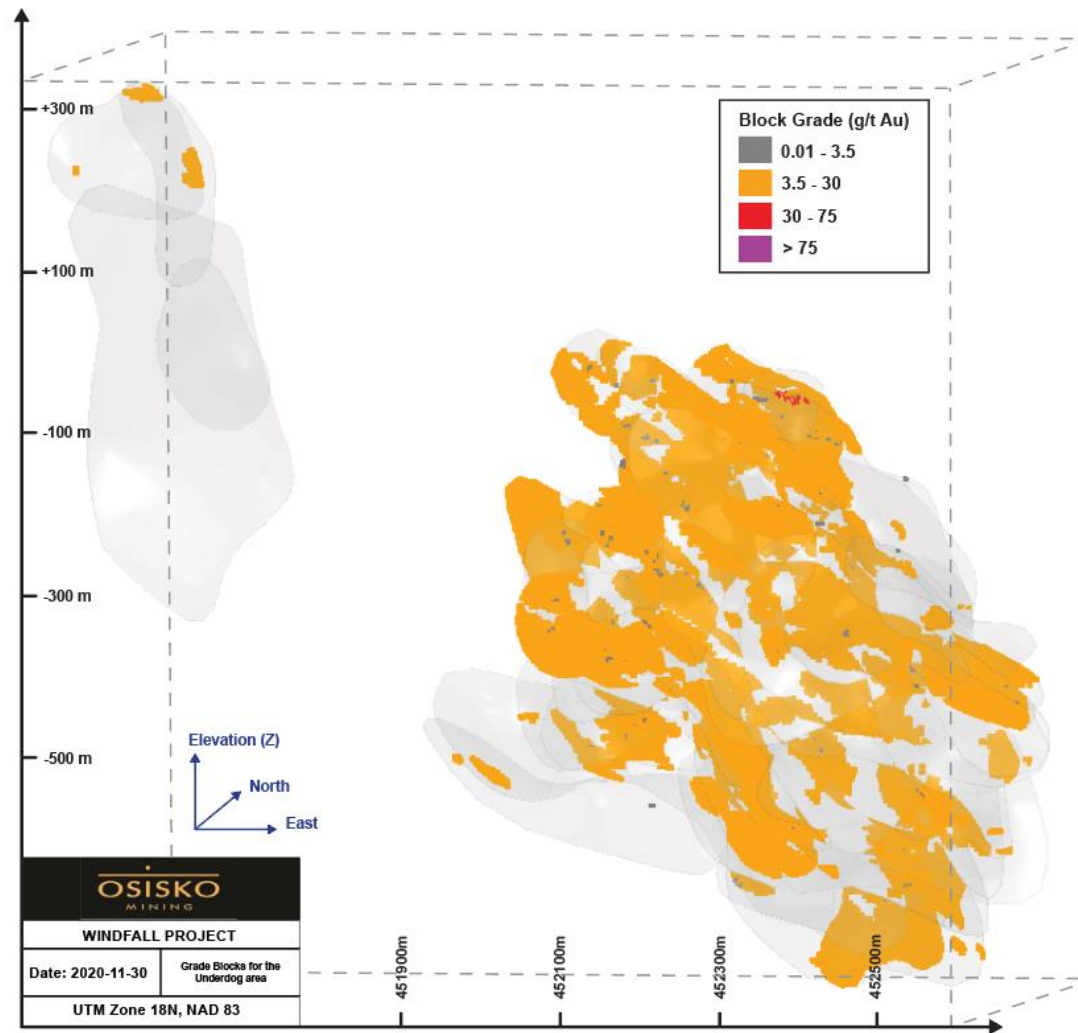 +300 m
+100 m
-100 m
-300 m
-500 m
Block Grade (g/t Au)
0.01 - 3.5
3.5 - 30
30 - 75
> 75
Elevation (Z)
North
East
OSISKO
MINING
WINDFALL PROJECT
Date: 2020-11-30
Grade Blocks for the
Underdog area
UTM Zone 18N, NAD 83
451900m
452100m
452300m
452500m